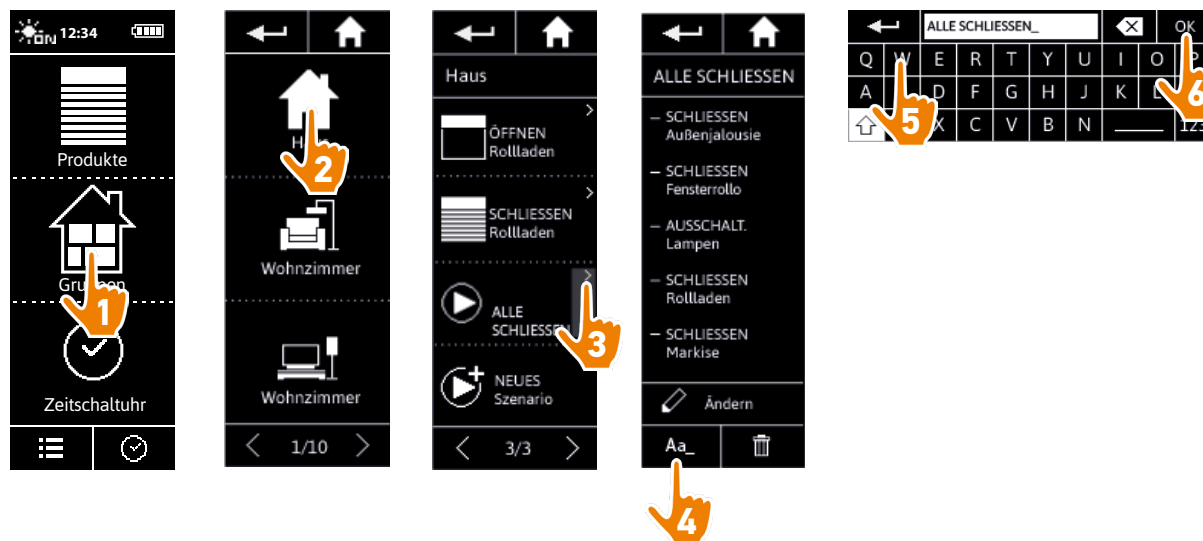 ON 12:34
Produkte
Gruppen
1
Zeitschaltuhr
2
Wohnzimmer
Wohnzimmer
1/10
Haus
ÖFFNEN
Rollladen
SCHLIESSEN
Rollladen
ALLE
SCHLIESSEN
3
NEUES
Szenario
3/3
ALLE SCHLIESSEN
– SCHLIESSEN
Außenjalousie
– SCHLIESSEN
Fensterrollo
– AUSSCHALT.
Lampen
– SCHLIESSEN
Rollladen
– SCHLIESSEN
Markise
Ändern
Aa_
4
ALLE SCHLIESSEN_ OK
Q W E R T Y U I O P
A D F G H J K L
X C V B N 123
5
6